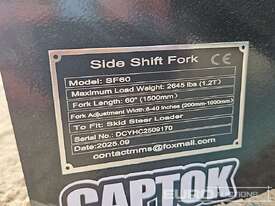 Side Shift Fork CE
Model: SF60
Maximum Load Weight: 2645 lbs (1.2T)
Fork Length: 60" (1500mm)
Fork Adjustment Width: 8-40 Inches (200mm-1000mm)
To Fit: Skid Steer Loader
Serial No: DCYHC2509170
Date: 2025.09
contactmms@foxmail.com
CAPTOK